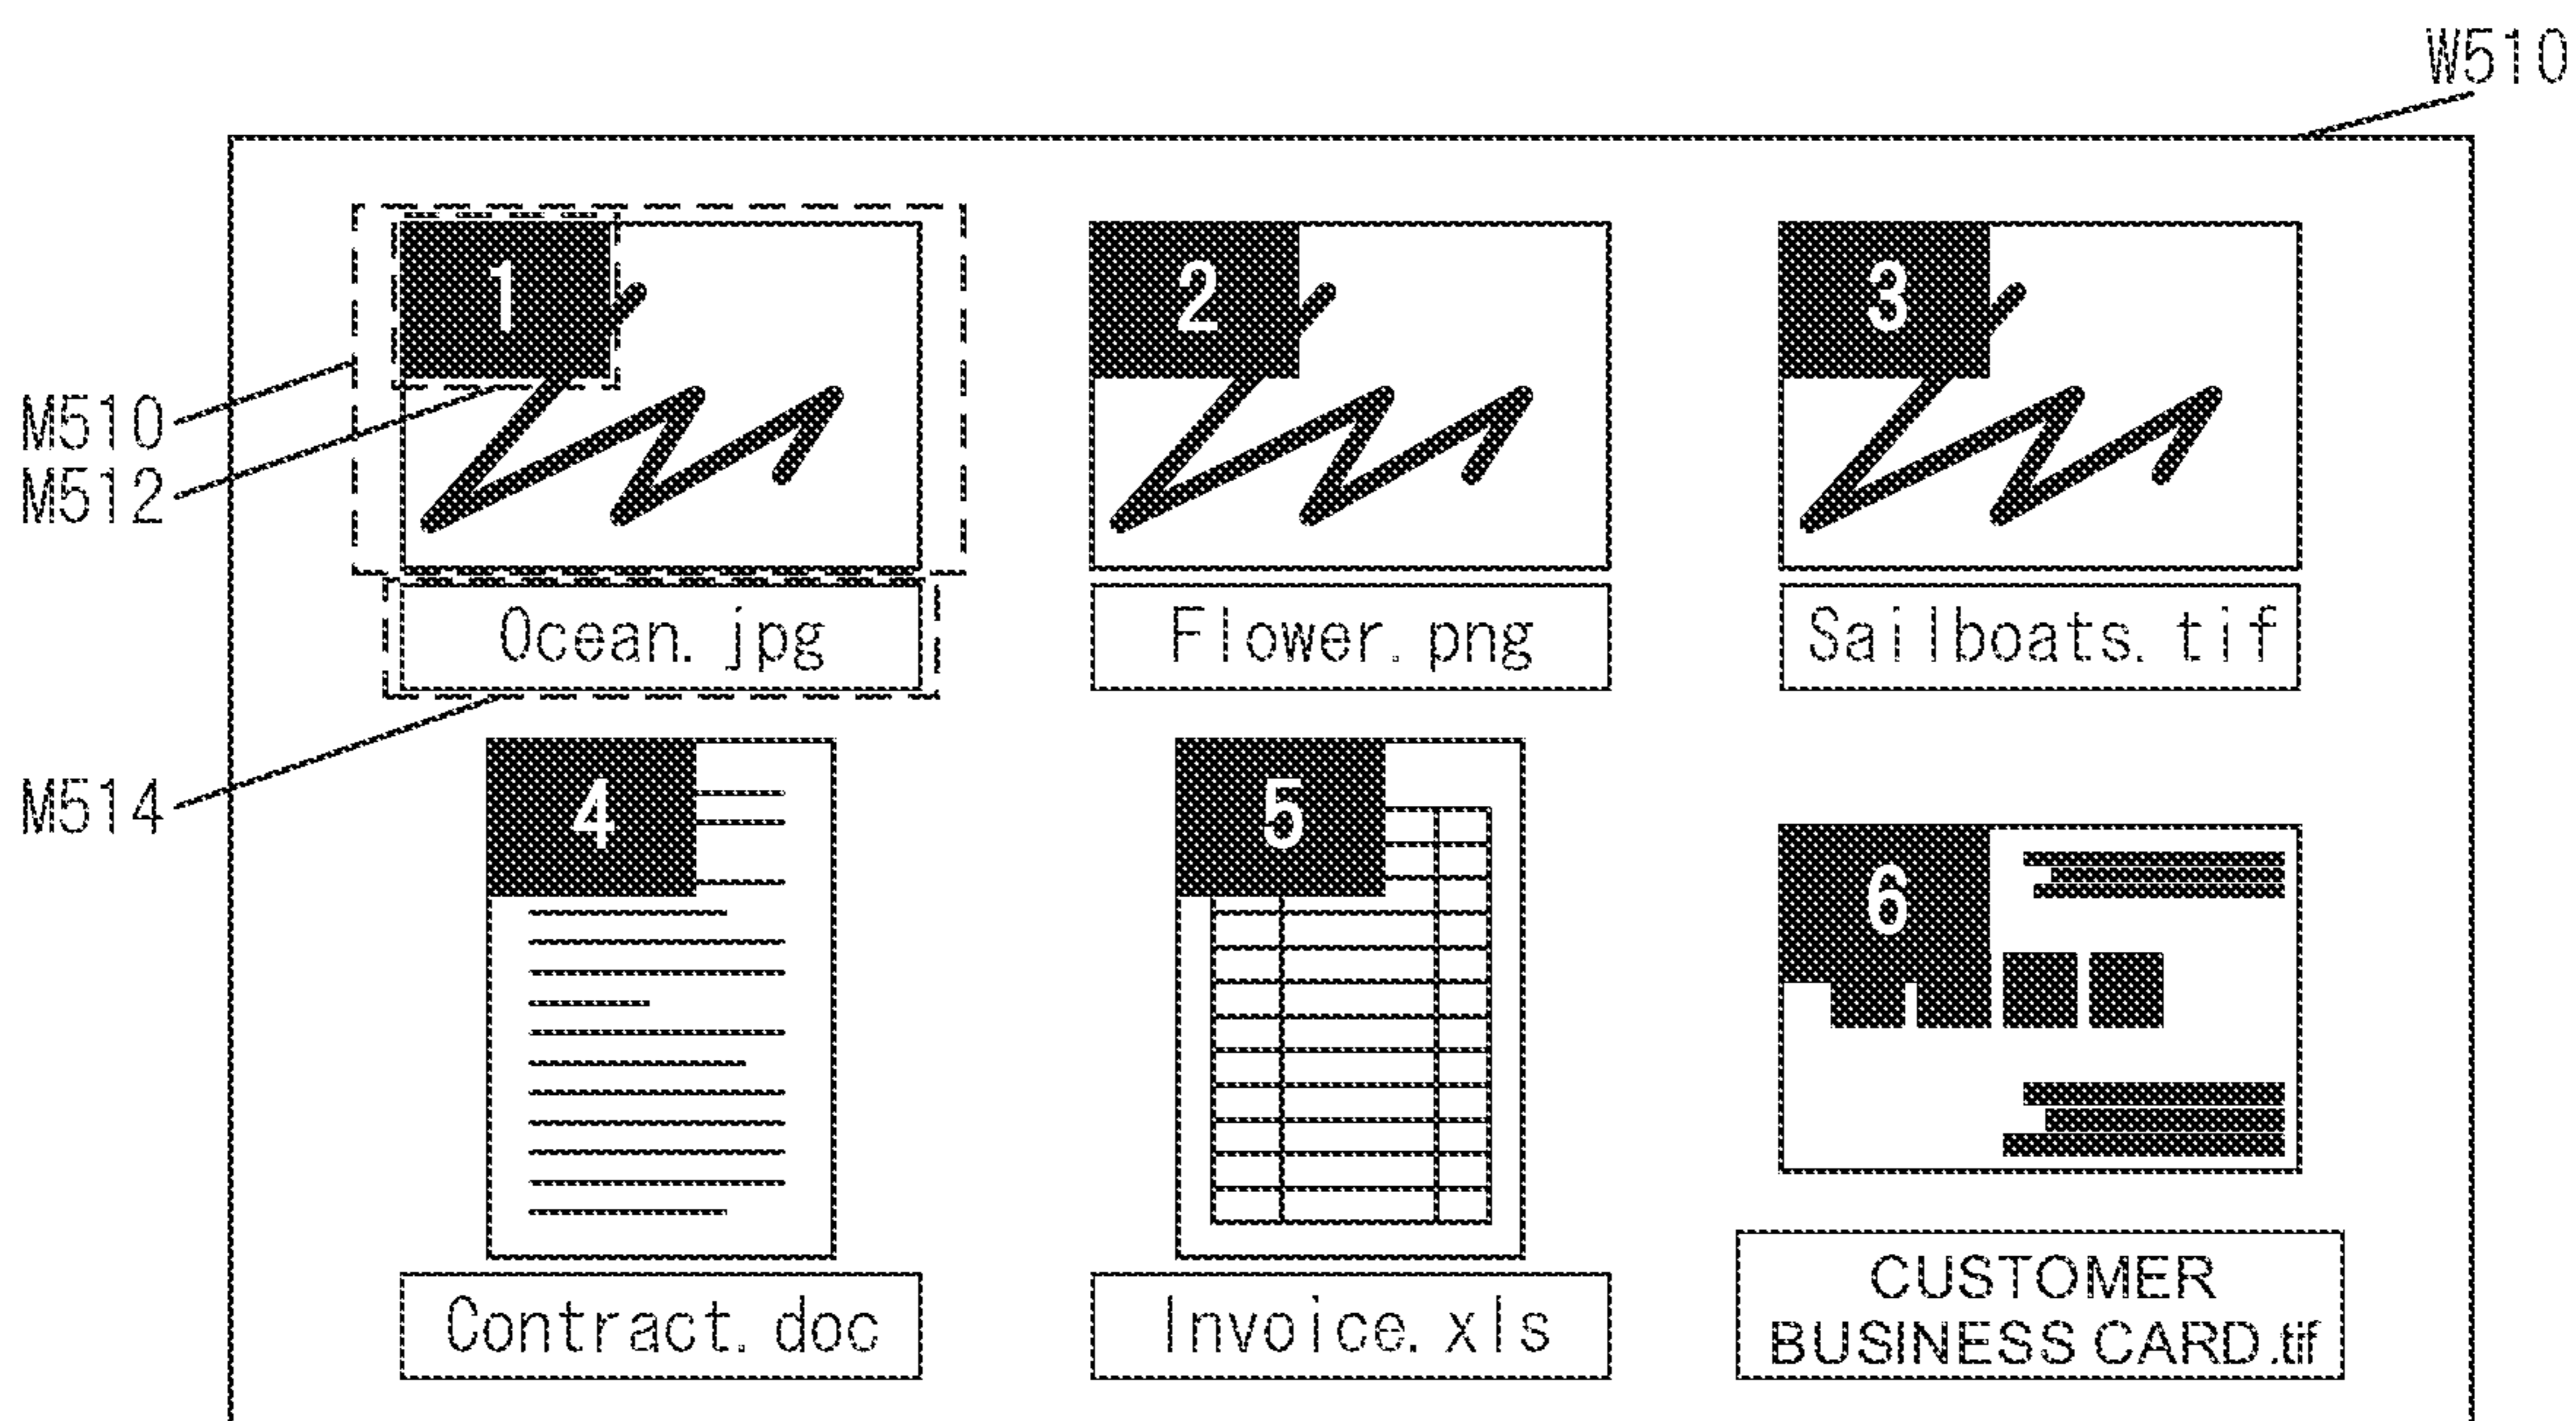 W510
1
2
3
M510
M512
Ocean.jpg
Flower.png
Sailboats.tif
M514
4
5
6
Contract.doc
Invoice.xls
CUSTOMER
BUSINESS CARD.tif